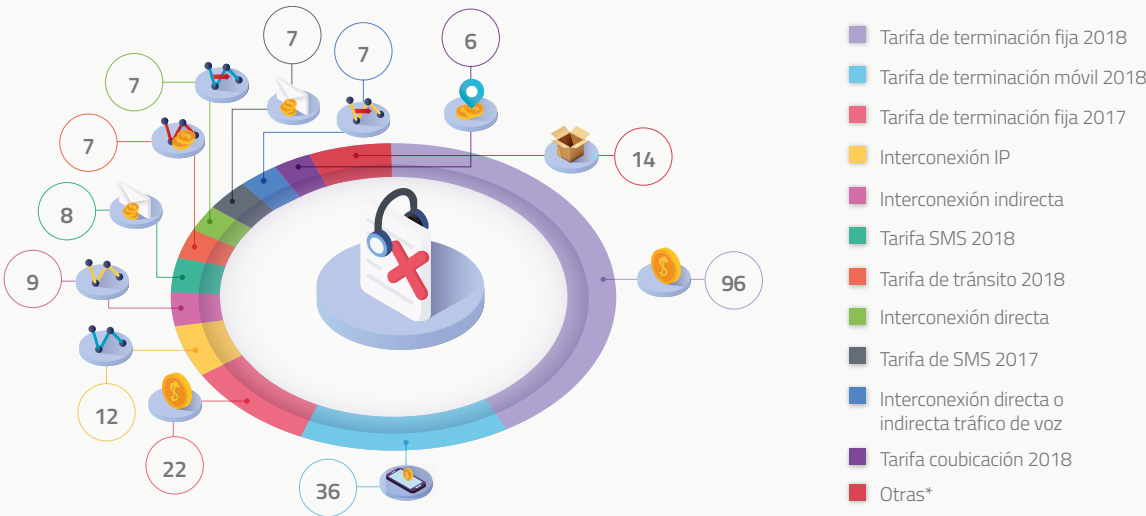 7
7
6
7
7
14
8
9
96
12
22
36
Tarifa de terminación fija 2018
Tarifa de terminación móvil 2018
Tarifa de terminación fija 2017
Interconexión IP
Interconexión indirecta
Tarifa SMS 2018
Tarifa de tránsito 2018
Interconexión directa
Tarifa de SMS 2017
Interconexión directa o
indirecta tráfico de voz
Tarifa coubicación 2018
Otras*